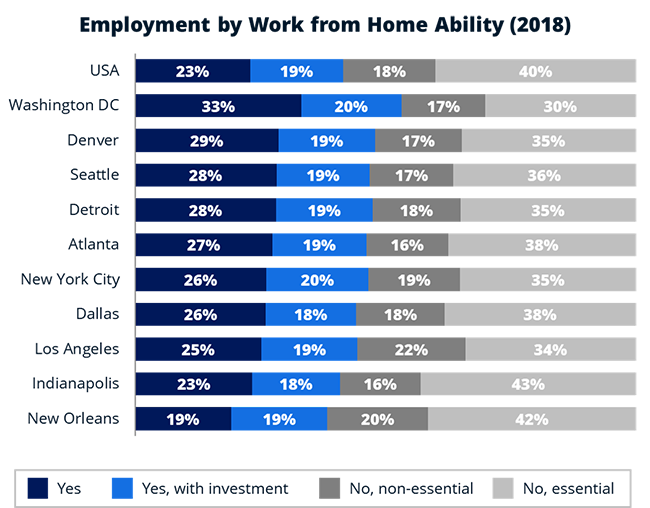 Employment by Work from Home Ability (2018)
USA 23% 19% 18% 40%
Washington DC 33% 20% 17% 30%
Denver 29% 19% 17% 35%
Seattle 28% 19% 17% 36%
Detroit 28% 19% 18% 35%
Atlanta 27% 19% 16% 38%
New York City 26% 20% 19% 35%
Dallas 26% 18% 18% 38%
Los Angeles 25% 19% 22% 34%
Indianapolis 23% 18% 16% 43%
New Orleans 19% 19% 20% 42%
Yes Yes, with investment No, non-essential No, essential